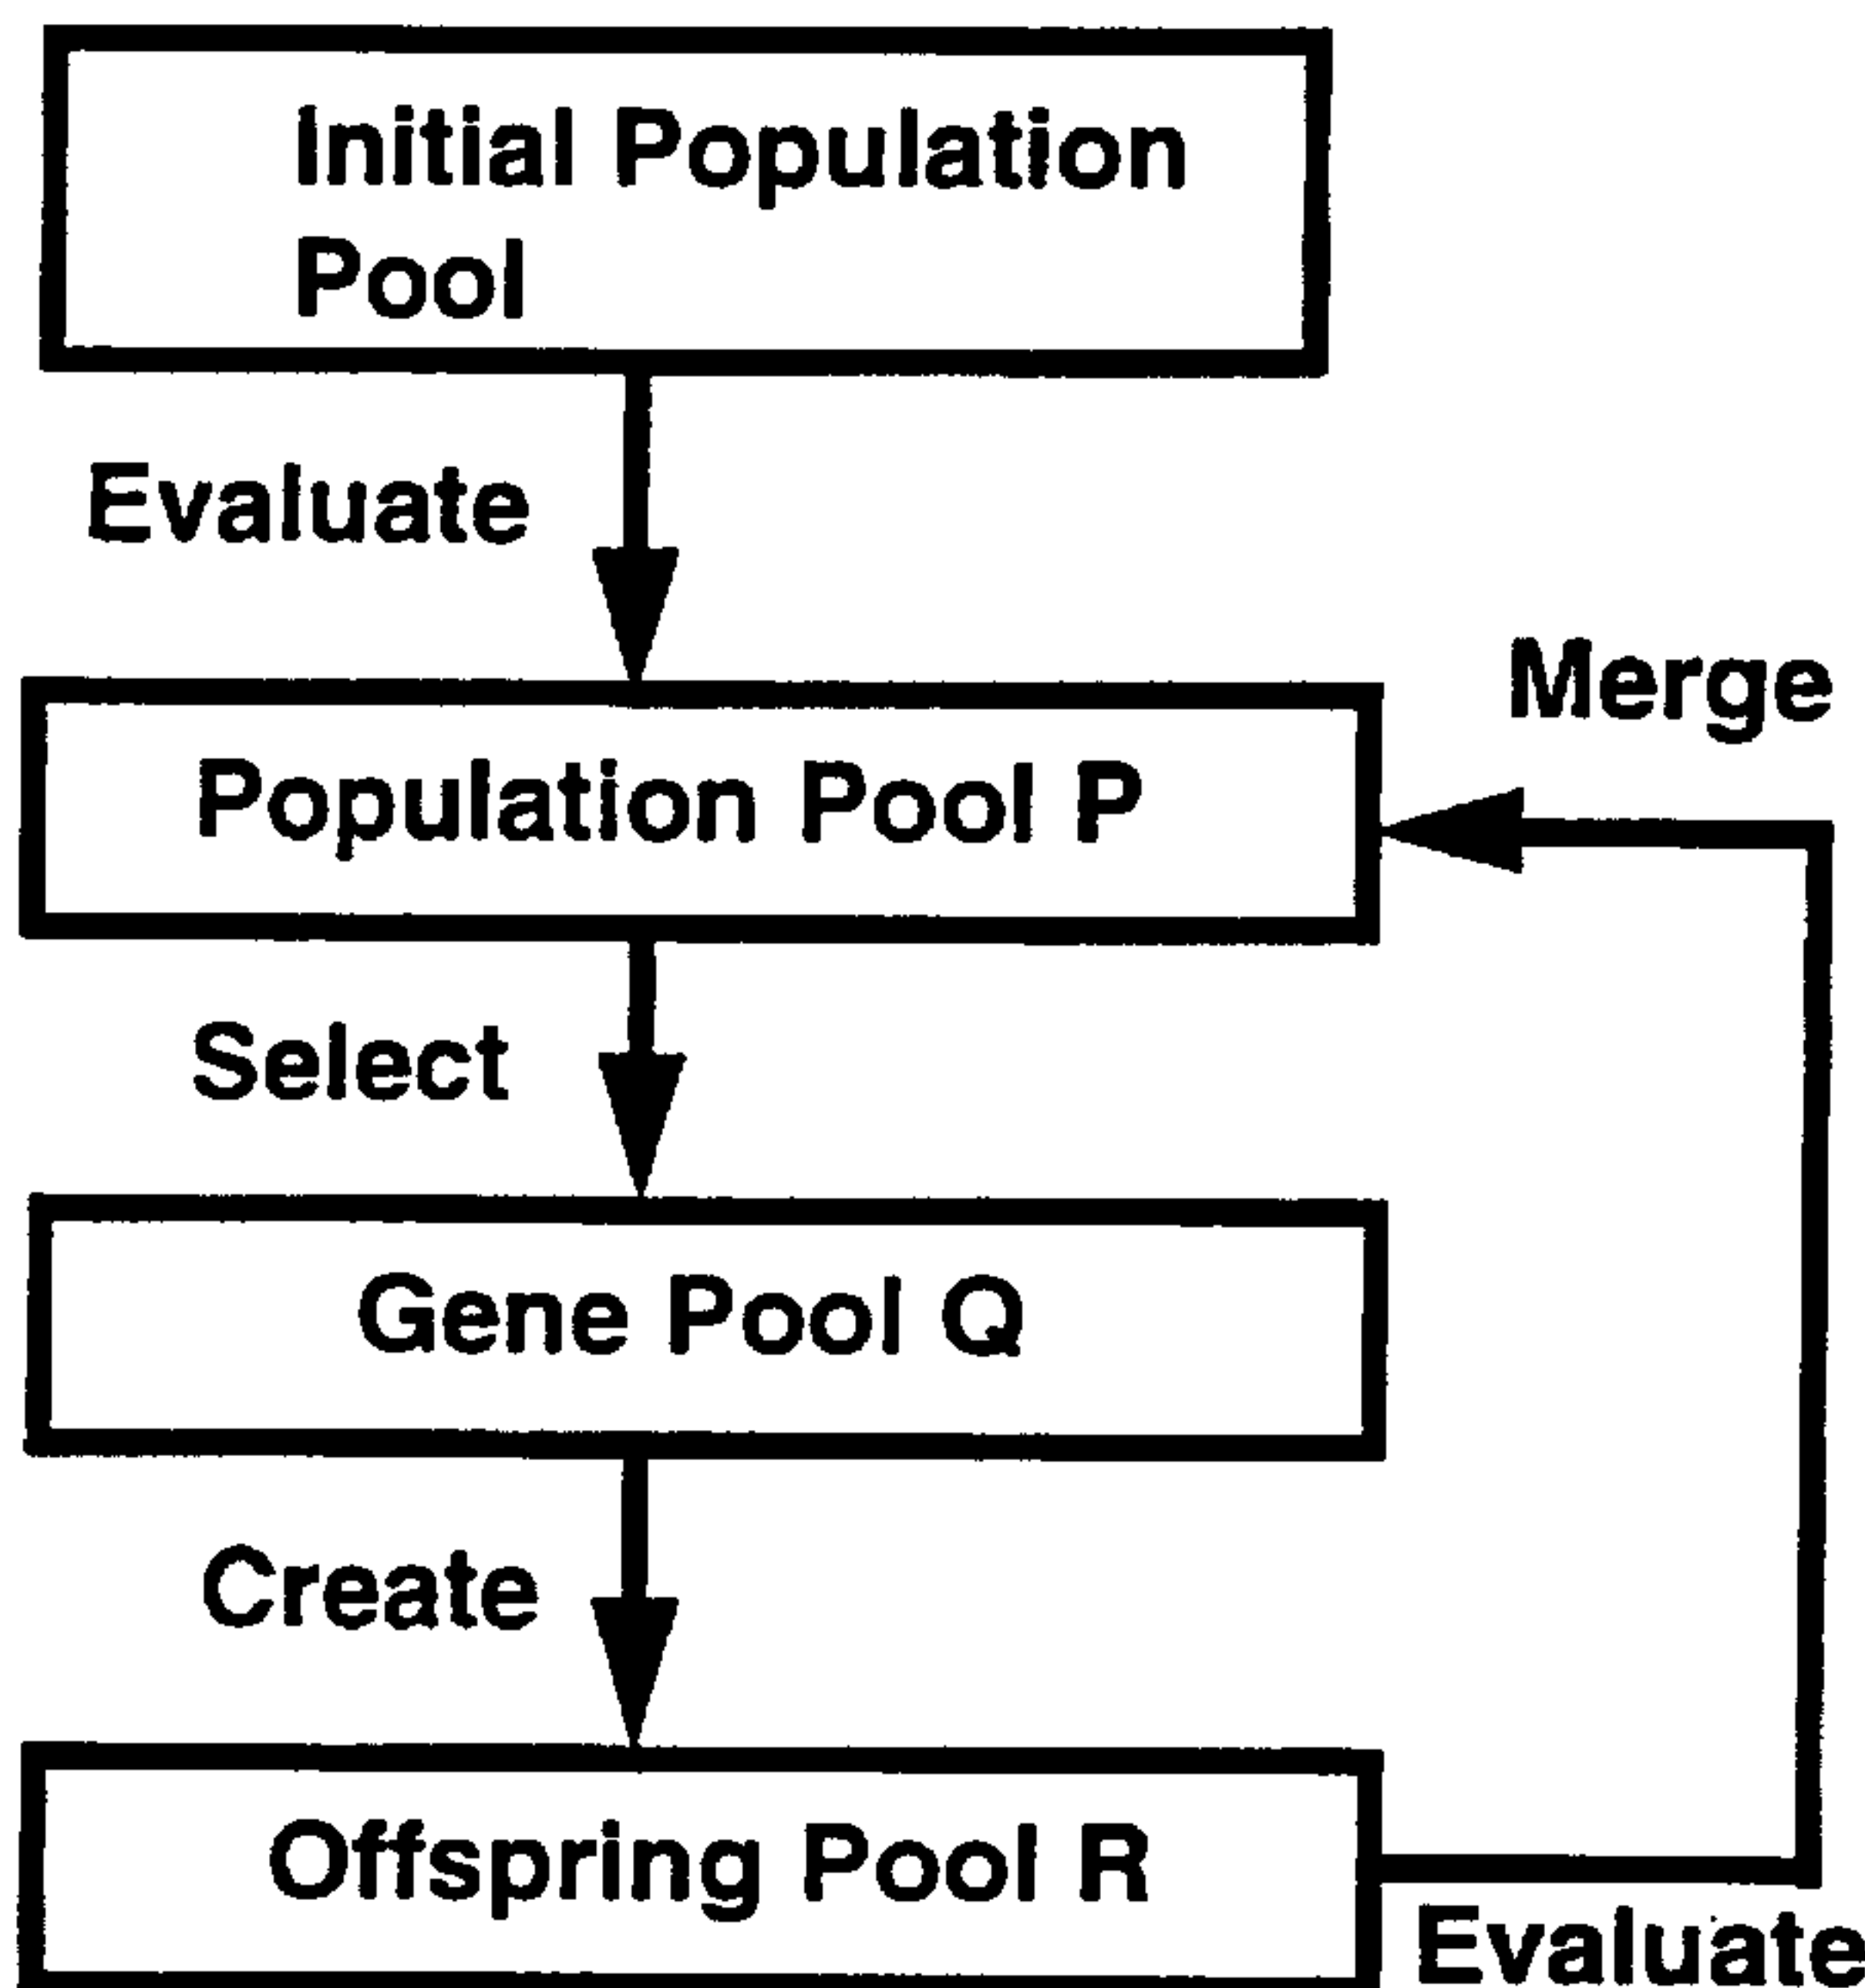 Initial Population
Pool
Evaluate
Merge
Population Pool P
Select
Gene Pool Q
Create
Offspring Pool R
Evaluate